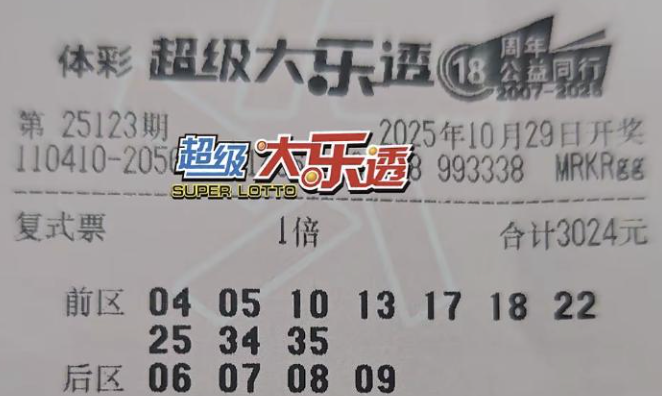 体彩 超级大乐透 18 周年 公益同行 2007-2025
第 25123期 2025年10月29日开奖
110410-205 8 993338 MRKRgg
超级大乐透
SUPER LOTTO
复式票 1倍 合计3024元
前区 04 05 10 13 17 18 22
25 34 35
后区 06 07 08 09